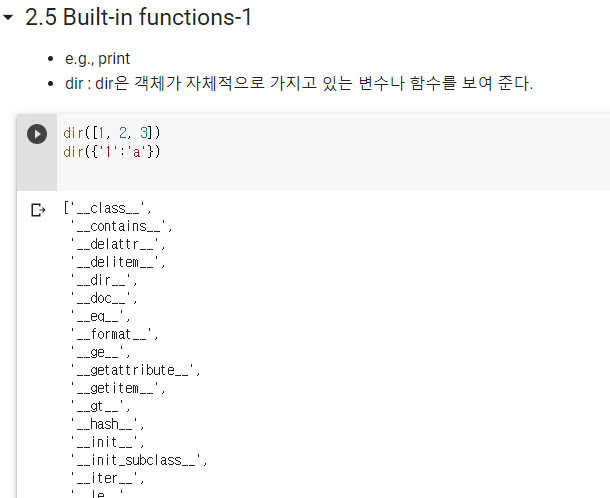 2.5 Built-in functions-1
e.g., print
dir : dir은 객체가 자체적으로 가지고 있는 변수나 함수를 보여 준다.
dir([1, 2, 3])
dir({'1':'a'})
['__class__',
'__contains__',
'__delattr__',
'__delitem__',
'__dir__',
'__doc__',
'__eq__',
'__format__',
'__ge__',
'__getattribute__',
'__getitem__',
'__gt__',
'__hash__',
'__init__',
'__init_subclass__',
'__iter__',
'__le__'